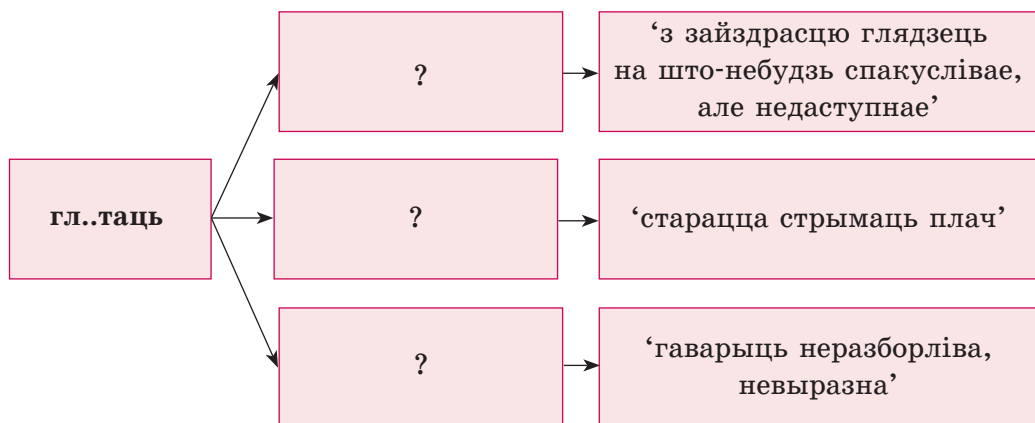 ?
‘з зайздрасцю глядзець
на што-небудзь спакуслівае,
але недаступнае’
гл..таць
?
‘старацца стрымаць плач’
?
‘гаварыць неразборліва,
невыразна’